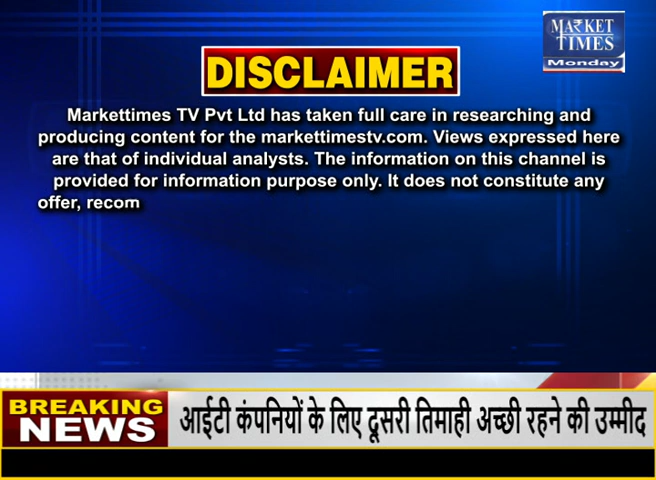 MA₹KET
TIMES
Monday
DISCLAIMER
Markettimes TV Pvt Ltd has taken full care in researching and
producing content for the markettimestv.com. Views expressed here
are that of individual analysts. The information on this channel is
provided for information purpose only. It does not constitute any
offer, recom
BREAKING
NEWS
आईटी कंपनियों के लिए दूसरी तिमाही अच्छी रहने की उम्मीद